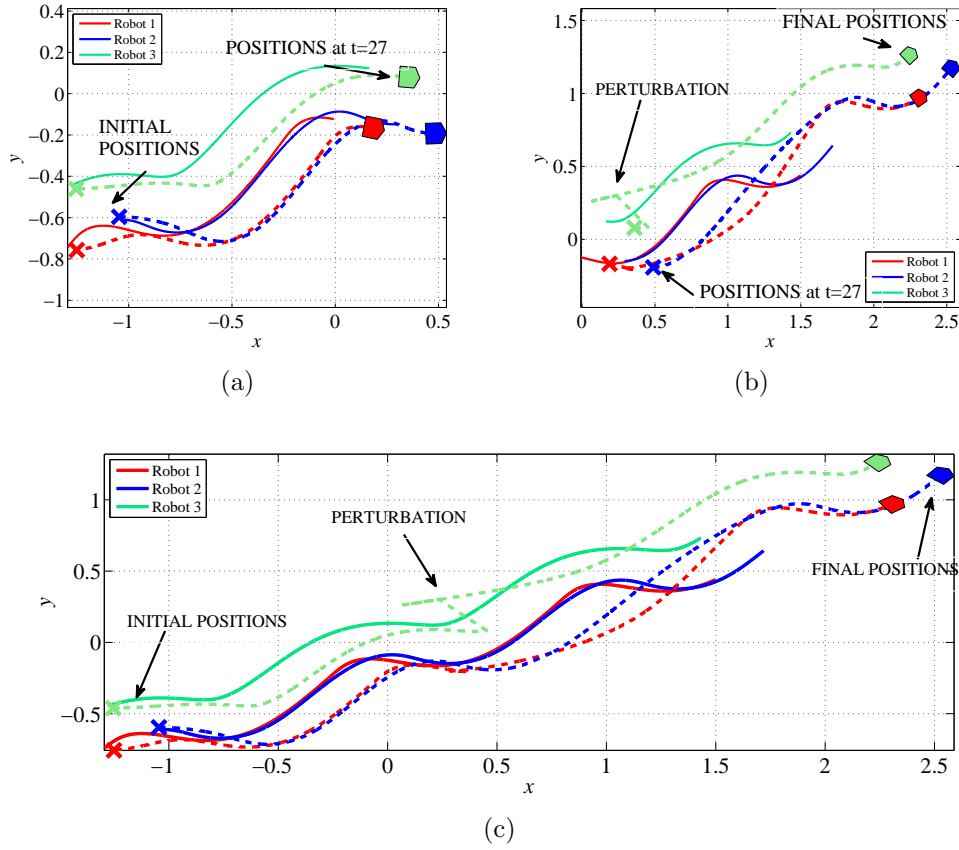 0.4
0.2
0
−0.2
−0.4
−0.6
−0.8
−1
y
Robot 1
Robot 2
Robot 3
POSITIONS at t=27
INITIAL
POSITIONS
−1
−0.5
0
0.5
x
(a)
1.5
1
0.5
0
y
FINAL POSITIONS
PERTURBATION
POSITIONS at t=27
Robot 1
Robot 2
Robot 3
0
0.5
1
1.5
2
2.5
x
(b)
1
0.5
0
−0.5
y
Robot 1
Robot 2
Robot 3
PERTURBATION
INITIAL POSITIONS
FINAL POSITIONS
−1
−0.5
0
0.5
1
1.5
2
2.5
x
(c)